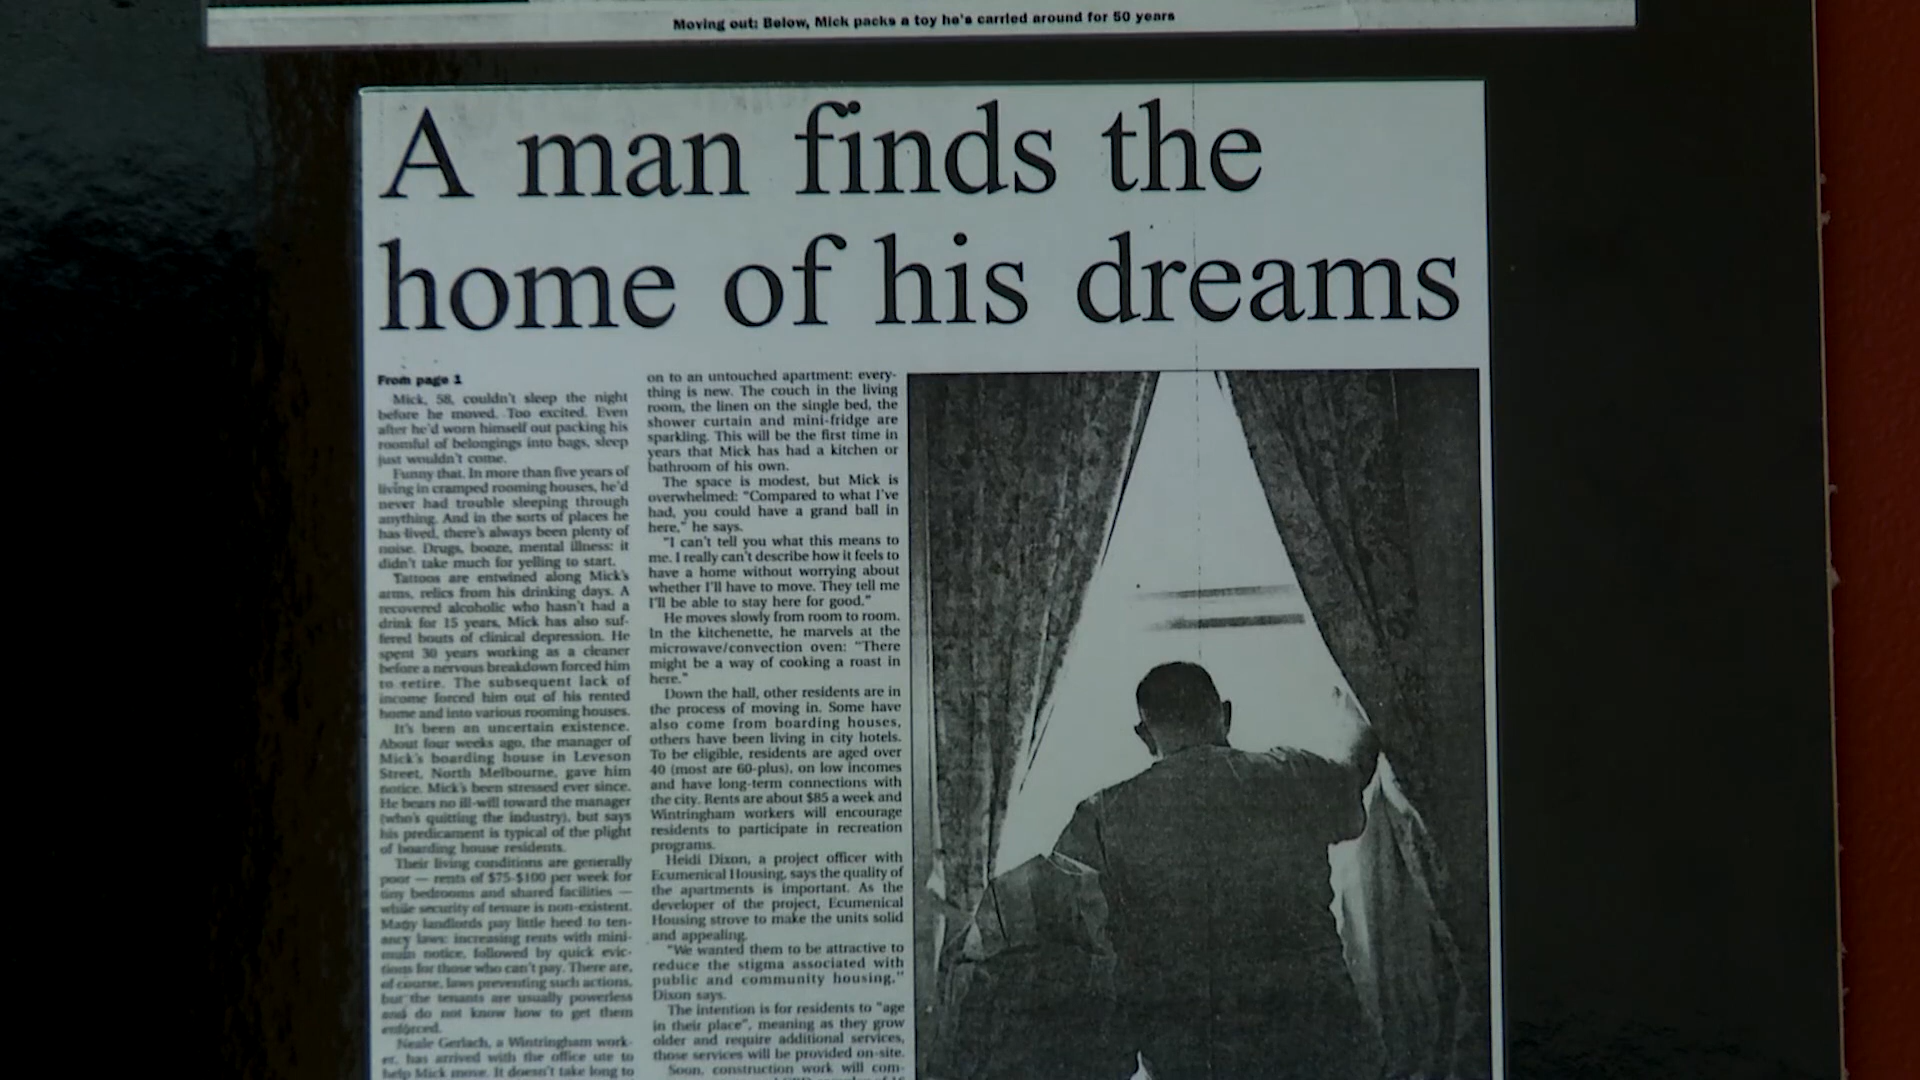 Moving out: Below, Mick packs a toy he's carried around for 50 years
A man finds the
home of his dreams
From page 1
Mick, 58, couldn't sleep the night
before he moved. Too excited. Even
after he'd worn himself out packing his
roomful of belongings into bags, sleep
just wouldn't come.
Funny that. In more than five years of
living in cramped rooming houses, he'd
never had trouble sleeping through
anything. And in the sorts of places he
has lived, there's always been plenty of
noise. Drugs, booze, mental illness: it
didn't take much for yelling to start.
Tattoos are entwined along Mick's
arms, relics from his drinking days. A
recovered alcoholic who hasn't had a
drink for 15 years, Mick has also suf-
fered bouts of clinical depression. He
spent 30 years working as a cleaner
before a nervous breakdown forced him
to retire. The subsequent lack of
income forced him out of his rented
home and into various rooming houses.
It's been an uncertain existence.
About four weeks ago, the manager of
Mick's boarding house in Leveson
Street, North Melbourne, gave him
notice. Mick's been stressed ever since.
He bears no ill-will toward the manager
(who's quitting the industry), but says
his predicament is typical of the plight
of boarding house residents.
Their living conditions are generally
poor — rents of $75-$100 per week for
tiny bedrooms and shared facilities —
while security of tenure is non-existent.
Many landlords pay little heed to ten-
ancy laws: increasing rents with mini-
mum notice, followed by quick evic-
tions for those who can't pay. There are,
of course, laws preventing such actions,
but the tenants are usually powerless
and do not know how to get them
enforced.
Neale Gerlach, a Wintringham work-
er, has arrived with the office ute to
help Mick move. It doesn't take long to
on to an untouched apartment: every-
thing is new. The couch in the living
room, the linen on the single bed, the
shower curtain and mini-fridge are
sparkling. This will be the first time in
years that Mick has had a kitchen or
bathroom of his own.
The space is modest, but Mick is
overwhelmed: "Compared to what I've
had, you could have a grand ball in
here," he says.
"I can't tell you what this means to
me. I really can't describe how it feels to
have a home without worrying about
whether I'll have to move. They tell me
I'll be able to stay here for good."
He moves slowly from room to room.
In the kitchenette, he marvels at the
microwave/convection oven: "There
might be a way of cooking a roast in
here."
Down the hall, other residents are in
the process of moving in. Some have
also come from boarding houses,
others have been living in city hotels.
To be eligible, residents are aged over
40 (most are 60-plus), on low incomes
and have long-term connections with
the city. Rents are about $85 a week and
Wintringham workers will encourage
residents to participate in recreation
programs.
Heidi Dixon, a project officer with
Ecumenical Housing, says the quality of
the apartments is important. As the
developer of the project, Ecumenical
Housing strove to make the units solid
and appealing.
"We wanted them to be attractive to
reduce the stigma associated with
public and community housing,"
Dixon says.
The intention is for residents to "age
in their place", meaning as they grow
older and require additional services,
those services will be provided on-site.
Soon, construction work will com-